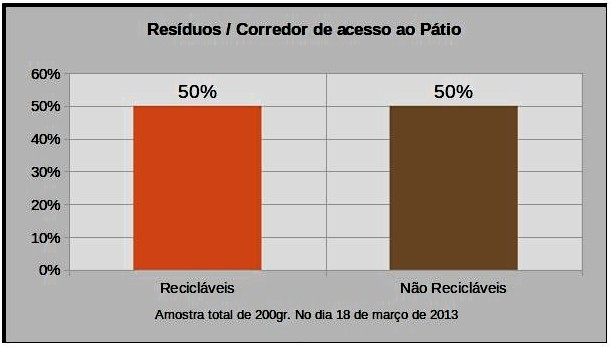 Resíduos / Corredor de acesso ao Pátio
60%
50%
40%
30%
20%
10%
0%
50%
50%
Recicláveis
Não Recicláveis
Amostra total de 200gr. No dia 18 de março de 2013